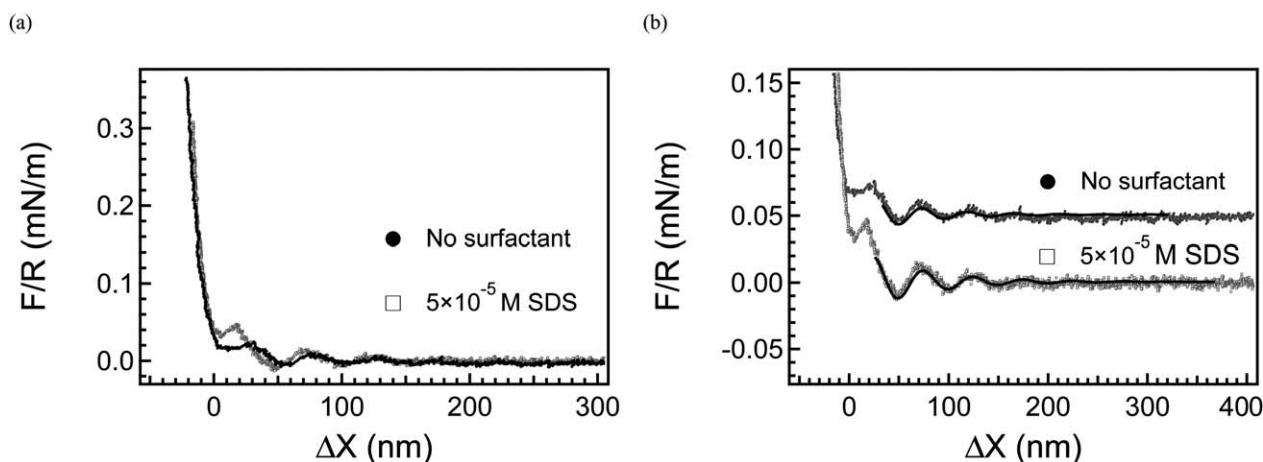 (a)
(b)
F/R (mN/m)
0.3
0.2
0.1
0.0
No surfactant
5×10⁻⁵ M SDS
0
100
200
300
ΔX (nm)
F/R (mN/m)
0.15
0.10
0.05
0.00
-0.05
No surfactant
5×10⁻⁵ M SDS
0
100
200
300
400
ΔX (nm)